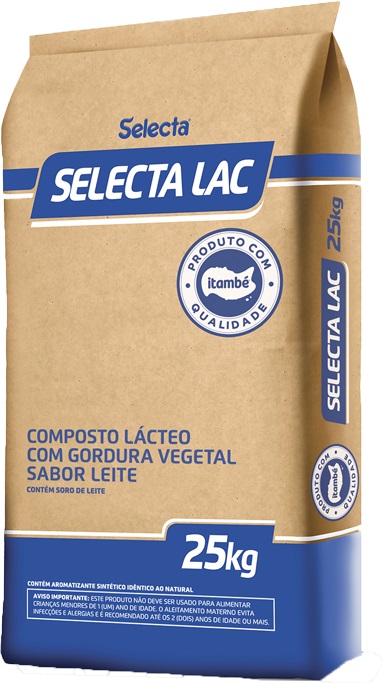 Selecta
SELECTA LAC
PRODUTO COM
itambé
QUALIDADE
COMPOSTO LÁCTEO
COM GORDURA VEGETAL
SABOR LEITE
CONTÉM SORO DE LEITE
25kg
CONTÉM AROMATIZANTE SINTÉTICO IDÊNTICO AO NATURAL
AVISO IMPORTANTE: ESTE PRODUTO NÃO DEVE SER USADO PARA ALIMENTAR
CRIANÇAS MENORES DE 1 (UM) ANO DE IDADE. O ALEITAMENTO MATERNO EVITA
INFECÇÕES E ALERGIAS E É RECOMENDADO ATÉ OS 2 (DOIS) ANOS DE IDADE OU MAIS.
SELECTA LAC
25kg
PRODUTO COM
itambé
QUALIDADE